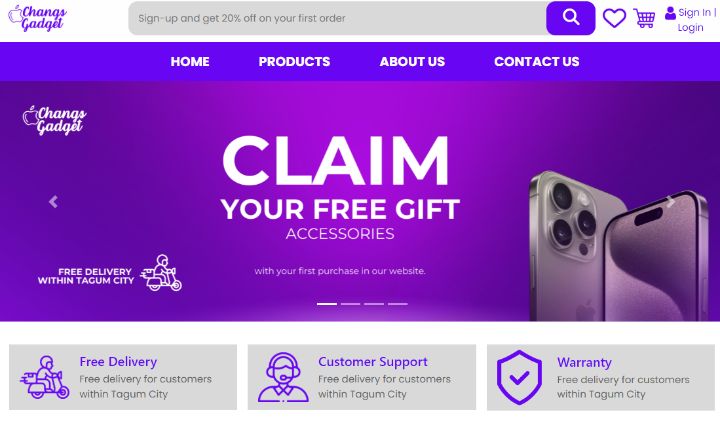 Changs
Gadget
Sign-up and get 20% off on your first order
Sign In |
Login
HOME PRODUCTS ABOUT US CONTACT US
Changs
Gadget
CLAIM
YOUR FREE GIFT
ACCESSORIES
with your first purchase in our website.
FREE DELIVERY
WITHIN TAGUM CITY
Free Delivery
Free delivery for customers
within Tagum City
Customer Support
Free delivery for customers
within Tagum City
Warranty
Free delivery for customers
within Tagum City